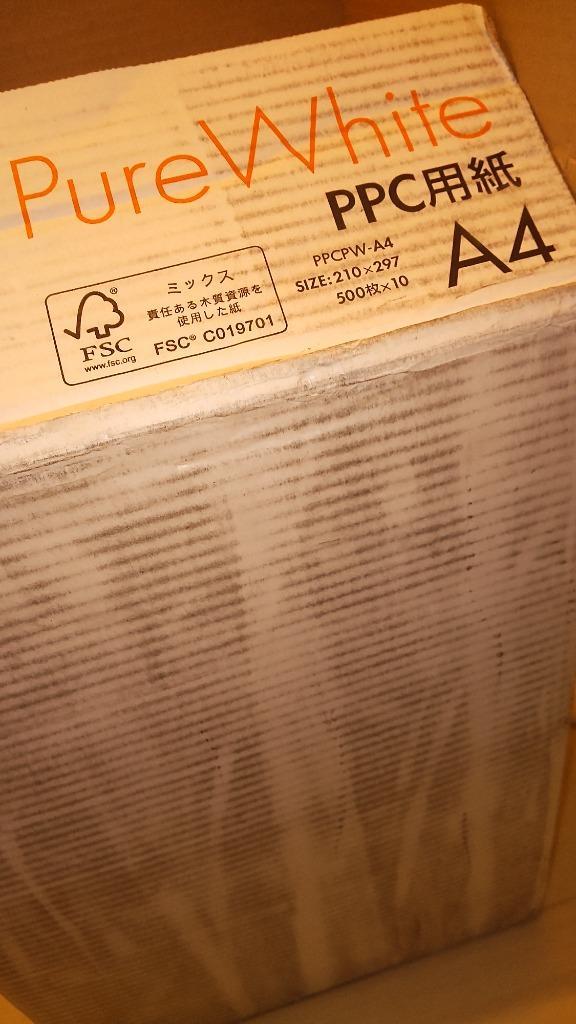 PureWhite
PPC用紙
A4
PPCPW-A4
SIZE:210×297
500枚×10
ミックス
責任ある木質資源を
使用した紙
FSC® C019701
®
FSC
www.fsc.org